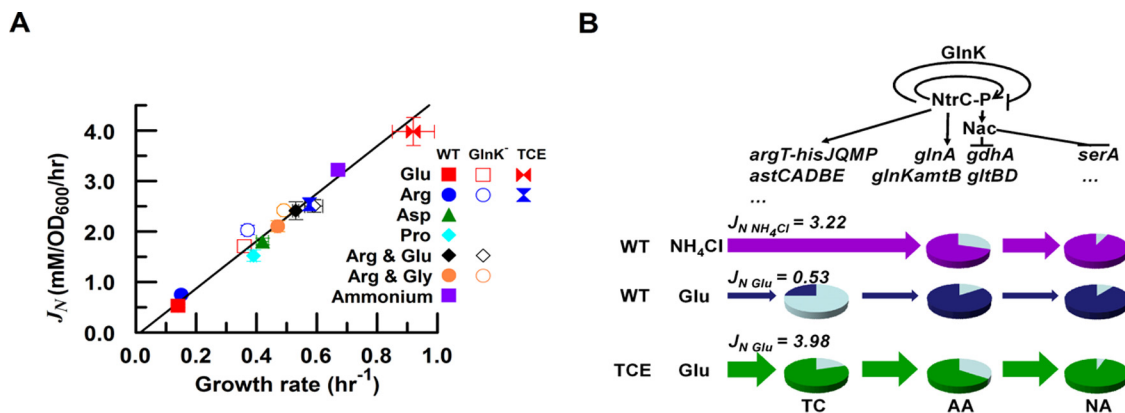 A
J_N (mM/OD600/hr)
4.0
3.0
2.0
1.0
0.0
0.0 0.2 0.4 0.6 0.8 1.0
Growth rate (hr-1)
WT GlnK- TCE
Glu
Arg
Asp
Pro
Arg & Glu
Arg & Gly
Ammonium
B
GlnK
NtrC-P
Nac
argT-hisJQMP glnA gdhA serA
astCADBE glnKamtB gltBD ...
...
J_N NH4Cl = 3.22
WT NH4Cl
J_N Glu = 0.53
WT Glu
J_N Glu = 3.98
TCE Glu
TC AA NA